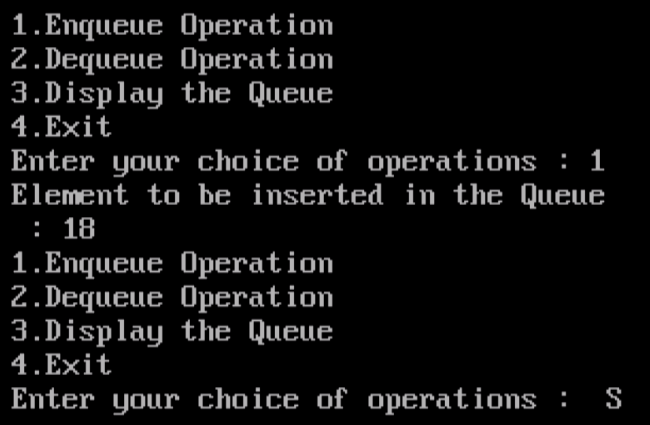 1.Enqueue Operation
2.Dequeue Operation
3.Display the Queue
4.Exit
Enter your choice of operations : 1
Element to be inserted in the Queue
 : 18
1.Enqueue Operation
2.Dequeue Operation
3.Display the Queue
4.Exit
Enter your choice of operations :  S